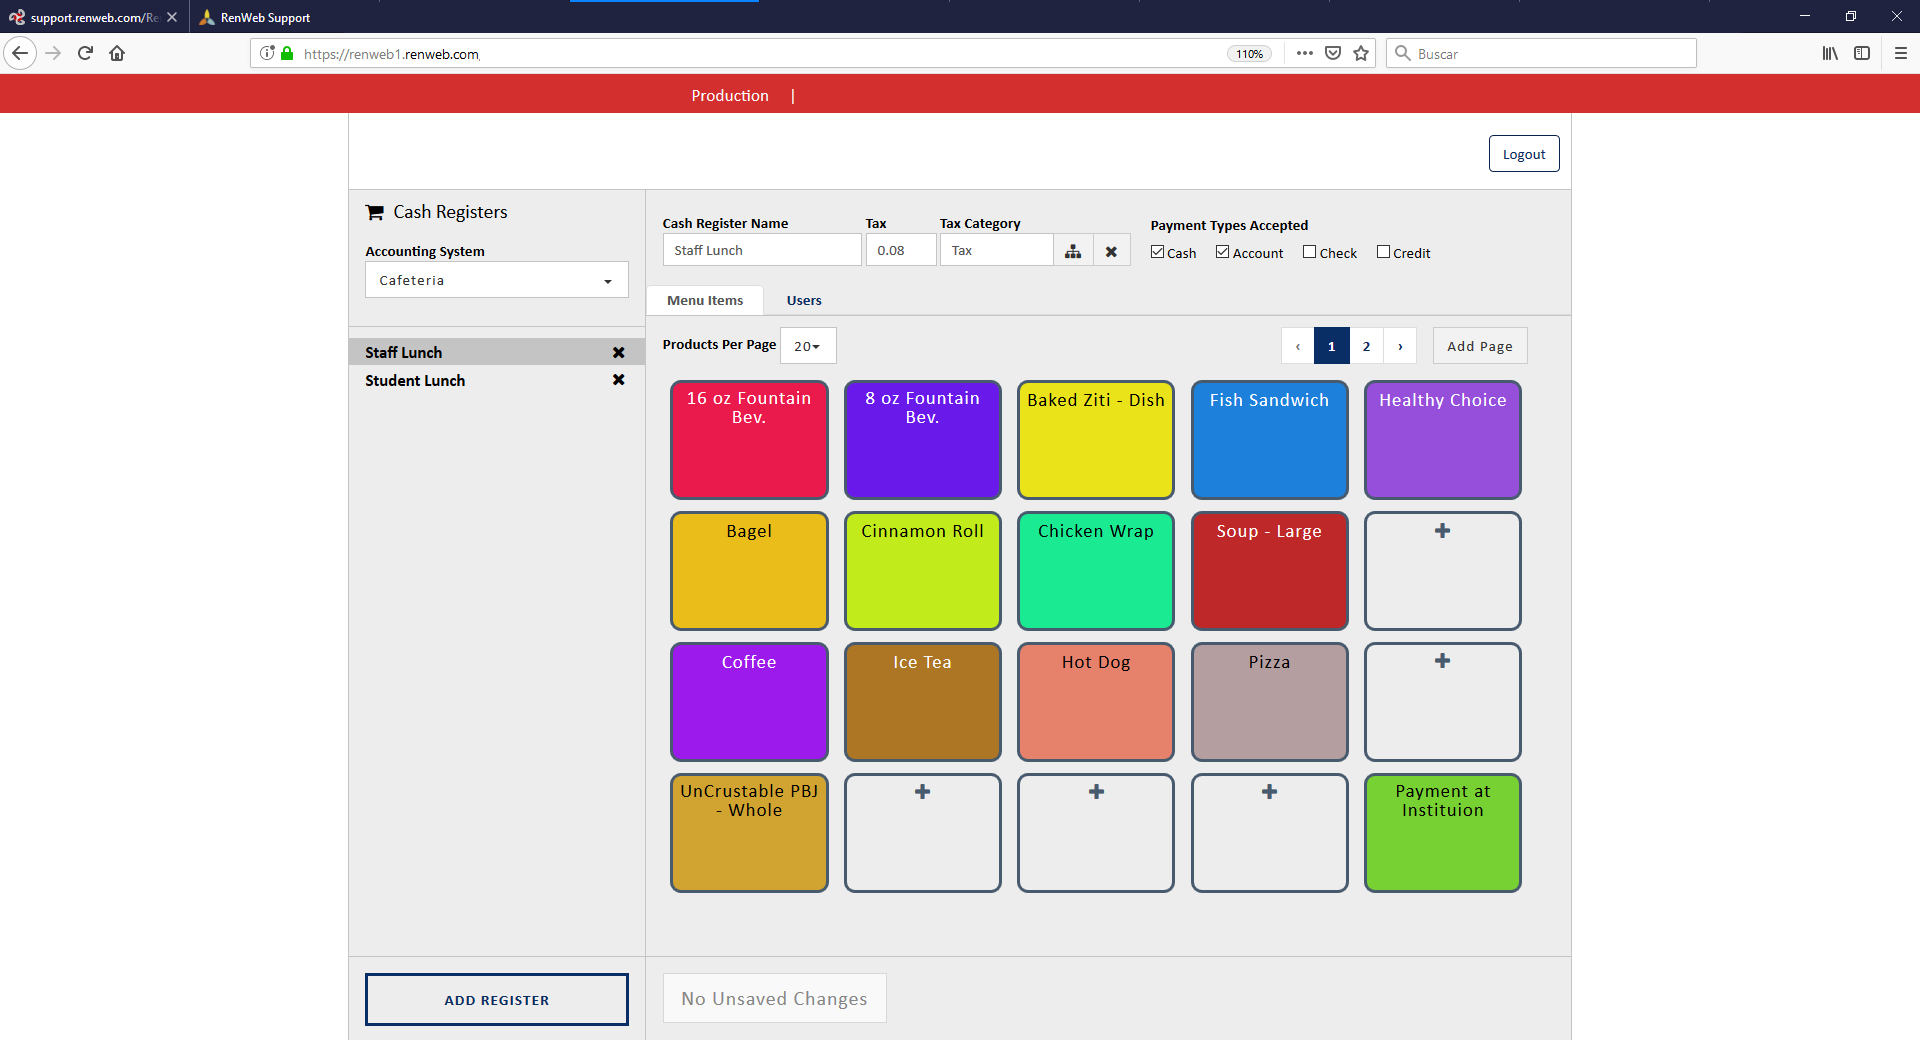 support.renweb.com/Re
RenWeb Support
https://renweb1.renweb.com
110%
Buscar
Production |
Logout
Cash Registers
Accounting System
Cafeteria
Staff Lunch
Student Lunch
ADD REGISTER
Cash Register Name
Tax
Tax Category
Payment Types Accepted
Staff Lunch
0.08
Tax
Cash
Account
Check
Credit
Menu Items
Users
Products Per Page
20
‹
1
2
›
Add Page
16 oz Fountain
Bev.
8 oz Fountain
Bev.
Baked Ziti - Dish
Fish Sandwich
Healthy Choice
Bagel
Cinnamon Roll
Chicken Wrap
Soup - Large
Coffee
Ice Tea
Hot Dog
Pizza
UnCrustable PBJ
- Whole
Payment at
Instituion
No Unsaved Changes